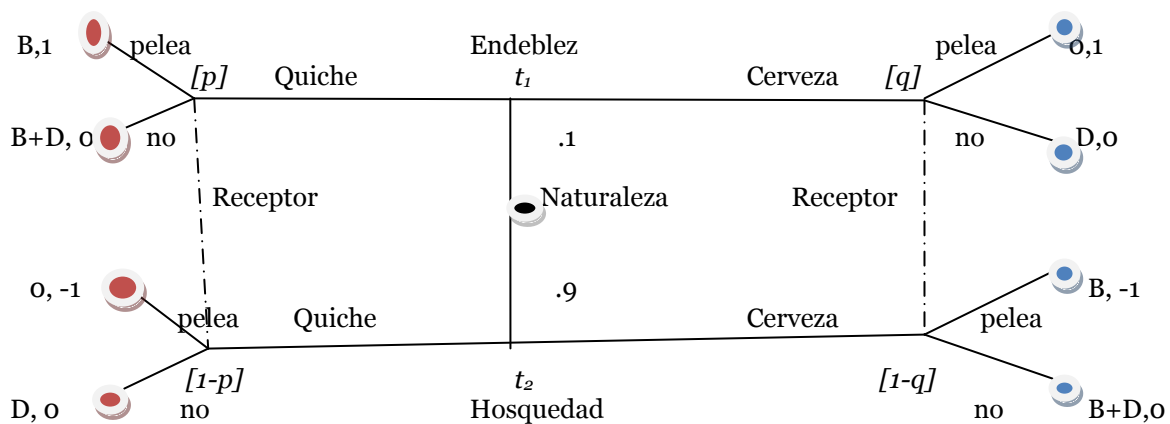 B,1 pelea Endeblez pelea 0,1
[p] Quiche t₁ Cerveza [q]
B+D, 0 no .1 no D,0
Receptor Naturaleza Receptor
0, -1 .9 B, -1
pelea Quiche Cerveza pelea
[1-p] t₂ [1-q]
D, 0 no Hosquedad no B+D,0